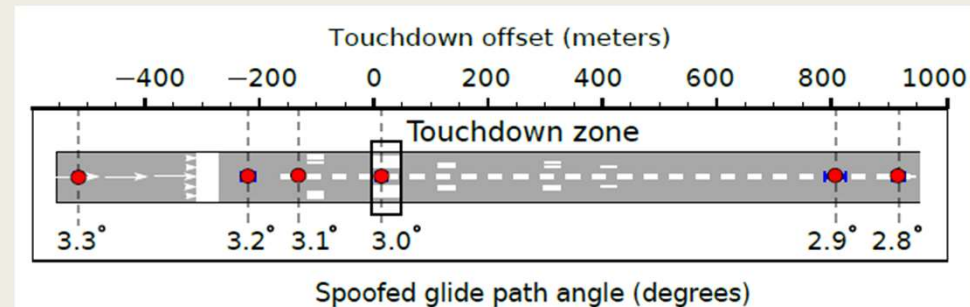 Touchdown offset (meters)
−400 −200 0 200 400 600 800 1000
Touchdown zone
3.3° 3.2° 3.1° 3.0° 2.9° 2.8°
Spoofed glide path angle (degrees)